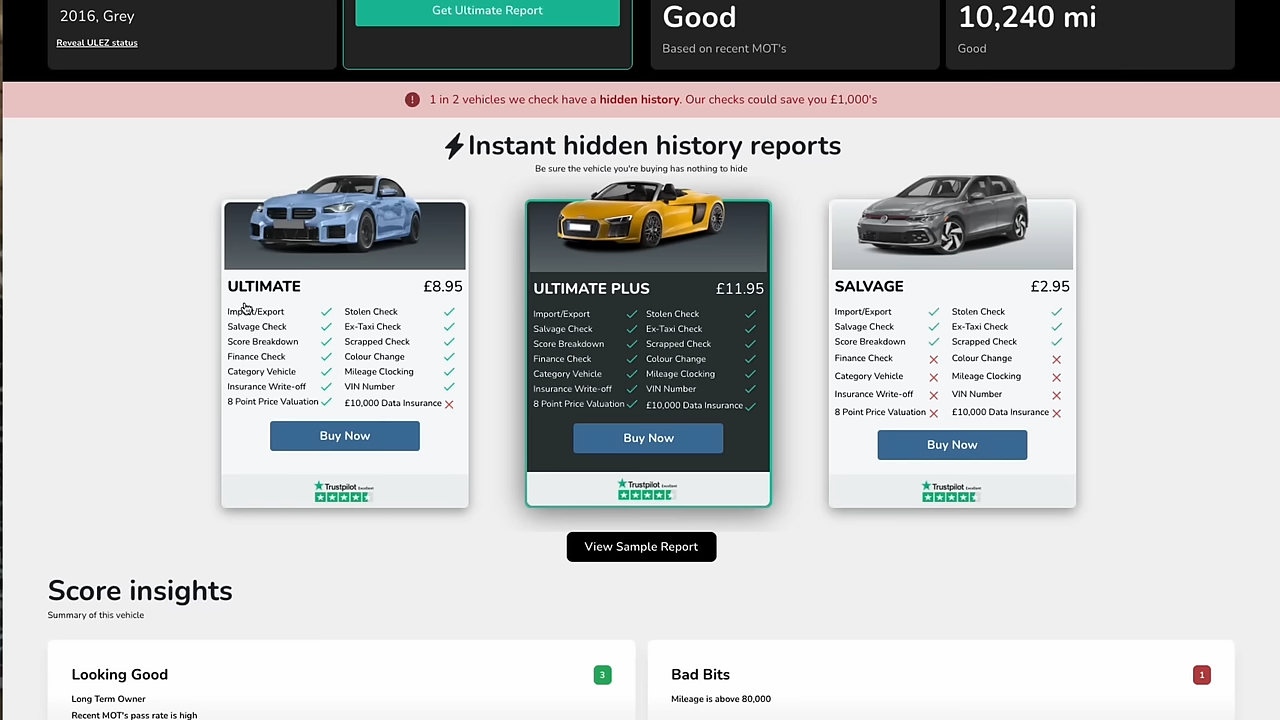 2016, Grey
Reveal ULEZ status
Get Ultimate Report
Good
Based on recent MOT's
10,240 mi
Good
1 in 2 vehicles we check have a hidden history. Our checks could save you £1,000's
Instant hidden history reports
Be sure the vehicle you're buying has nothing to hide
ULTIMATE £8.95
Import/Export Stolen Check
Salvage Check Ex-Taxi Check
Score Breakdown Scrapped Check
Finance Check Colour Change
Category Vehicle Mileage Clocking
Insurance Write-off VIN Number
8 Point Price Valuation £10,000 Data Insurance
Buy Now
Trustpilot Excellent
ULTIMATE PLUS £11.95
Import/Export Stolen Check
Salvage Check Ex-Taxi Check
Score Breakdown Scrapped Check
Finance Check Colour Change
Category Vehicle Mileage Clocking
Insurance Write-off VIN Number
8 Point Price Valuation £10,000 Data Insurance
Buy Now
Trustpilot Excellent
SALVAGE £2.95
Import/Export Stolen Check
Salvage Check Ex-Taxi Check
Score Breakdown Scrapped Check
Finance Check Colour Change
Category Vehicle Mileage Clocking
Insurance Write-off VIN Number
8 Point Price Valuation £10,000 Data Insurance
Buy Now
Trustpilot Excellent
View Sample Report
Score insights
Summary of this vehicle
Looking Good 3
Long Term Owner
Recent MOT's pass rate is high
Bad Bits 1
Mileage is above 80,000